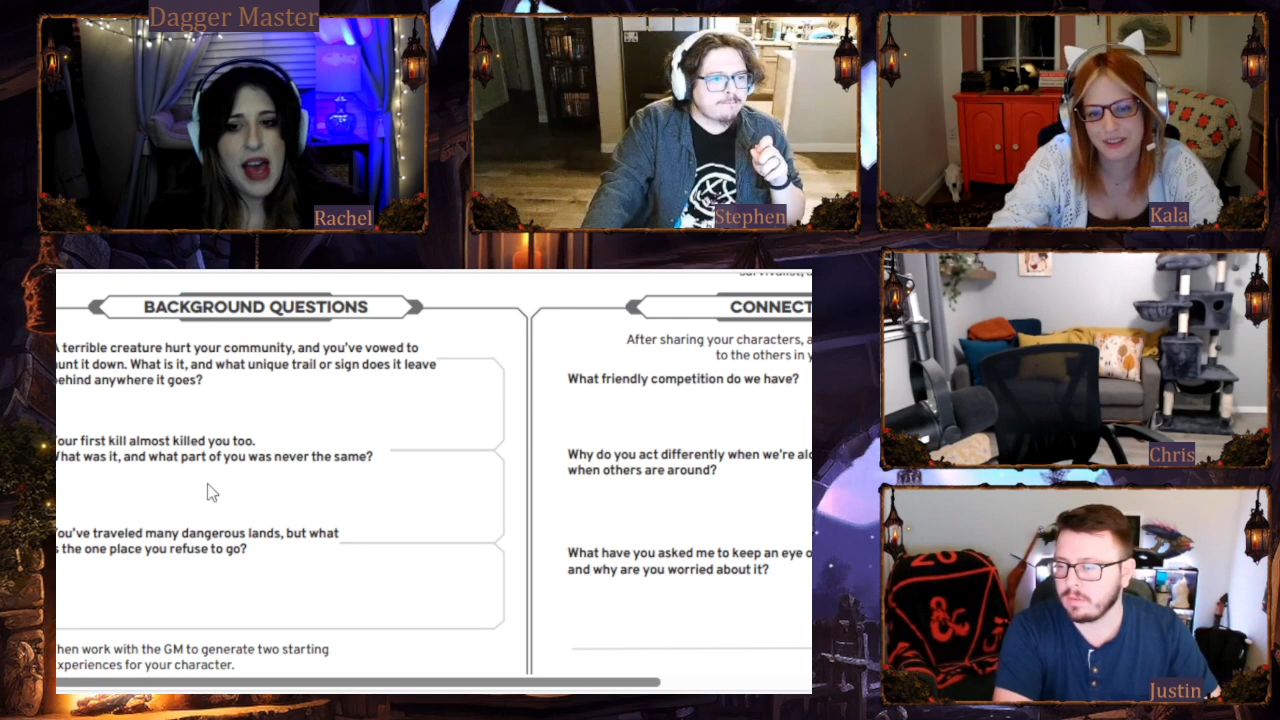 Dagger Master
Rachel
Stephen
Kala
BACKGROUND QUESTIONS
terrible creature hurt your community, and you've vowed to
unt it down. What is it, and what unique trail or sign does it leave
ehind anywhere it goes?
our first kill almost killed you too.
hat was it, and what part of you was never the same?
ou've traveled many dangerous lands, but what
s the one place you refuse to go?
hen work with the GM to generate two starting
xperiences for your character.
CONNECT
After sharing your characters, a
to the others in y
What friendly competition do we have?
Why do you act differently when we're alo
when others are around?
What have you asked me to keep an eye o
and why are you worried about it?
Chris
20
Justin